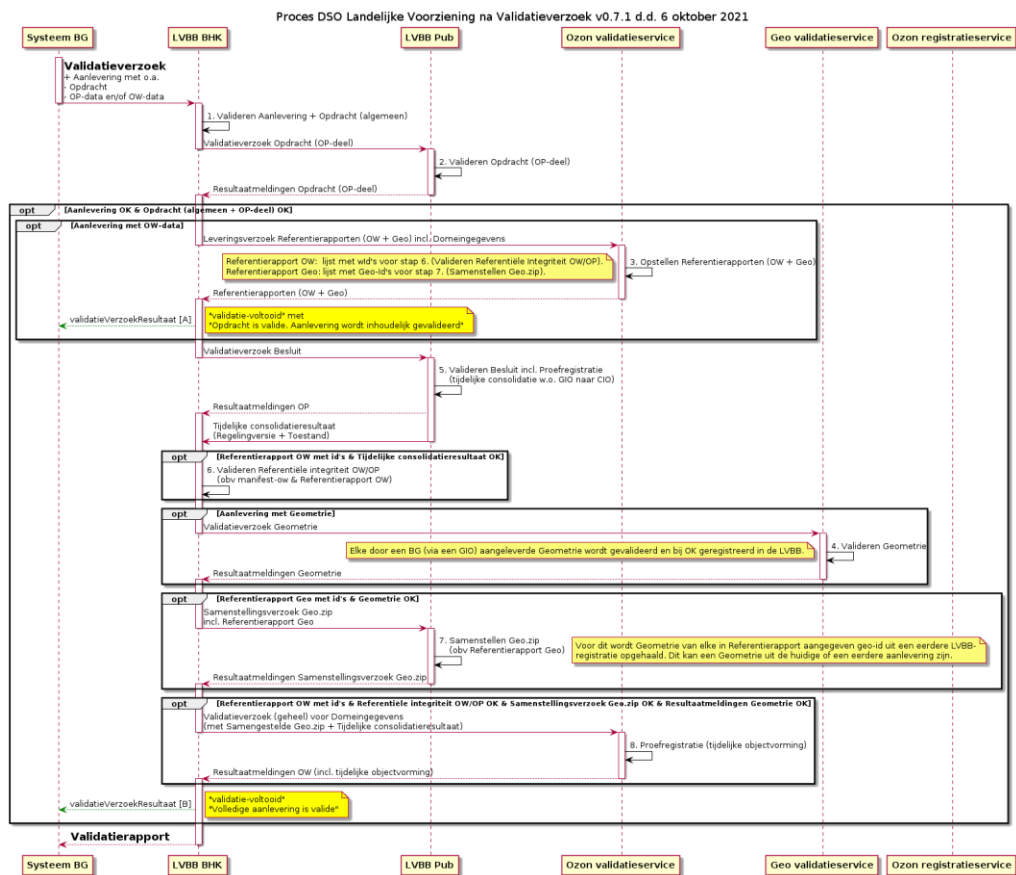 Proces DSO Landelijke Voorziening na Validatieverzoek v0.7.1 d.d. 6 oktober 2021
Systeem BG
LVBB BHK
LVBB Pub
Ozon validatieservice
Geo validatieservice
Ozon registratieservice
Validatieverzoek
+ Aanlevering met o.a.
- Opdracht
- OP-data en/of OW-data
1. Valideren Aanlevering + Opdracht (algemeen)
Validatieverzoek Opdracht (OP-deel)
2. Valideren Opdracht (OP-deel)
Resultaatmeldingen Opdracht (OP-deel)
opt [Aanlevering OK & Opdracht (algemeen + OP-deel) OK]
opt [Aanlevering met OW-data]
Leveringsverzoek Referentierapporten (OW + Geo) incl. Domeingegevens
Referentierapport OW: lijst met wId's voor stap 6. (Valideren Referentiële Integriteit OW/OP).
Referentierapport Geo: lijst met Geo-Id's voor stap 7. (Samenstellen Geo.zip).
3. Opstellen Referentierapporten (OW + Geo)
Referentierapporten (OW + Geo)
validatieVerzoekResultaat [A]
"validatie-voltooid" met
"Opdracht is valide. Aanlevering wordt inhoudelijk gevalideerd"
Validatieverzoek Besluit
5. Valideren Besluit incl. Proefregistratie
(tijdelijke consolidatie w.o. GIO naar CIO)
Resultaatmeldingen OP
Tijdelijke consolidatieresultaat
(Regelingversie + Toestand)
opt [Referentierapport OW met id's & Tijdelijke consolidatieresultaat OK]
6. Valideren Referentiële integriteit OW/OP
(obv manifest-ow & Referentierapport OW)
opt [Aanlevering met Geometrie]
Validatieverzoek Geometrie
Elke door een BG (via een GIO) aangeleverde Geometrie wordt gevalideerd en bij OK geregistreerd in de LVBB.
4. Valideren Geometrie
Resultaatmeldingen Geometrie
opt [Referentierapport Geo met id's & Geometrie OK]
Samenstellingsverzoek Geo.zip
incl. Referentierapport Geo
7. Samenstellen Geo.zip
(obv Referentierapport Geo)
Voor dit wordt Geometrie van elke in Referentierapport aangegeven geo-id uit een eerdere LVBB-
registratie opgehaald. Dit kan een Geometrie uit de huidige of een eerdere aanlevering zijn.
Resultaatmeldingen Samenstellingsverzoek Geo.zip
opt [Referentierapport OW met id's & Referentiële integriteit OW/OP OK & Samenstellingsverzoek Geo.zip OK & Resultaatmeldingen Geometrie OK]
Validatieverzoek (geheel) voor Domeingegevens
(met Samengestelde Geo.zip + Tijdelijke consolidatieresultaat)
8. Proefregistratie (tijdelijke objectvorming)
Resultaatmeldingen OW (incl. tijdelijke objectvorming)
validatieVerzoekResultaat [B]
"validatie-voltooid"
"Volledige aanlevering is valide"
Validatierapport
Systeem BG
LVBB BHK
LVBB Pub
Ozon validatieservice
Geo validatieservice
Ozon registratieservice